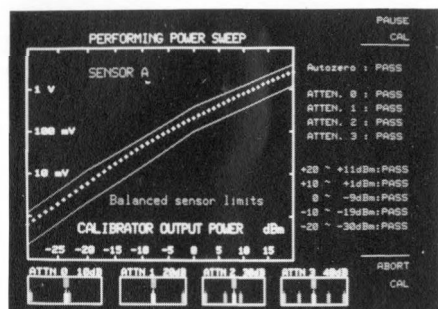 PAUSE
CAL
PERFORMING POWER SWEEP
SENSOR A
Autozero : PASS
1 V
ATTEN. 0 : PASS
ATTEN. 1 : PASS
ATTEN. 2 : PASS
ATTEN. 3 : PASS
100 mV
10 mV
+20 ~ +11dBm:PASS
+10 ~ +1dBm:PASS
0 ~ -9dBm:PASS
-10 ~ -19dBm:PASS
-20 ~ -30dBm:PASS
Balanced sensor limits
CALIBRATOR OUTPUT POWER dBm
-25 -20 -15 -10 -5 0 5 10 15
ABORT
CAL
ATTN 0 10dB
ATTN 1 20dB
ATTN 2 30dB
ATTN 3 40dB